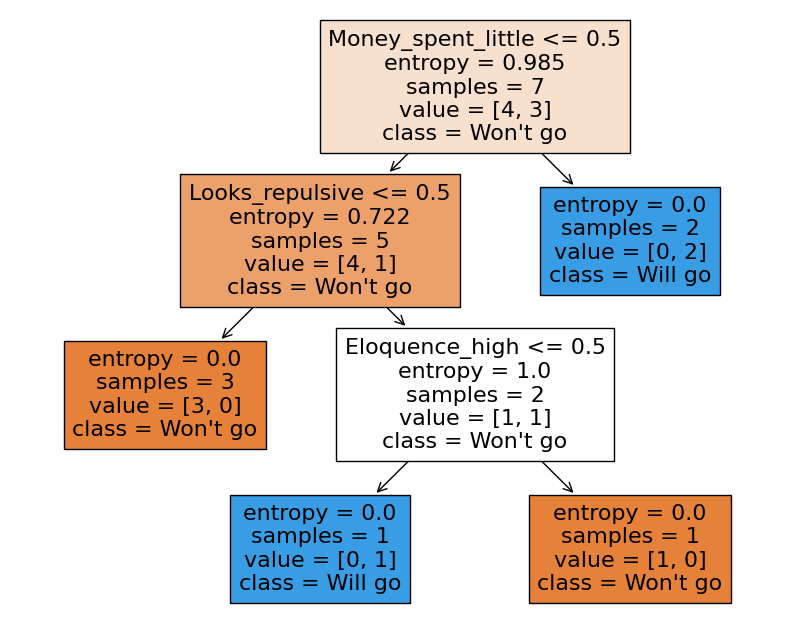 Money_spent_little <= 0.5
entropy = 0.985
samples = 7
value = [4, 3]
class = Won't go
Looks_repulsive <= 0.5
entropy = 0.722
samples = 5
value = [4, 1]
class = Won't go
entropy = 0.0
samples = 2
value = [0, 2]
class = Will go
entropy = 0.0
samples = 3
value = [3, 0]
class = Won't go
Eloquence_high <= 0.5
entropy = 1.0
samples = 2
value = [1, 1]
class = Won't go
entropy = 0.0
samples = 1
value = [0, 1]
class = Will go
entropy = 0.0
samples = 1
value = [1, 0]
class = Won't go